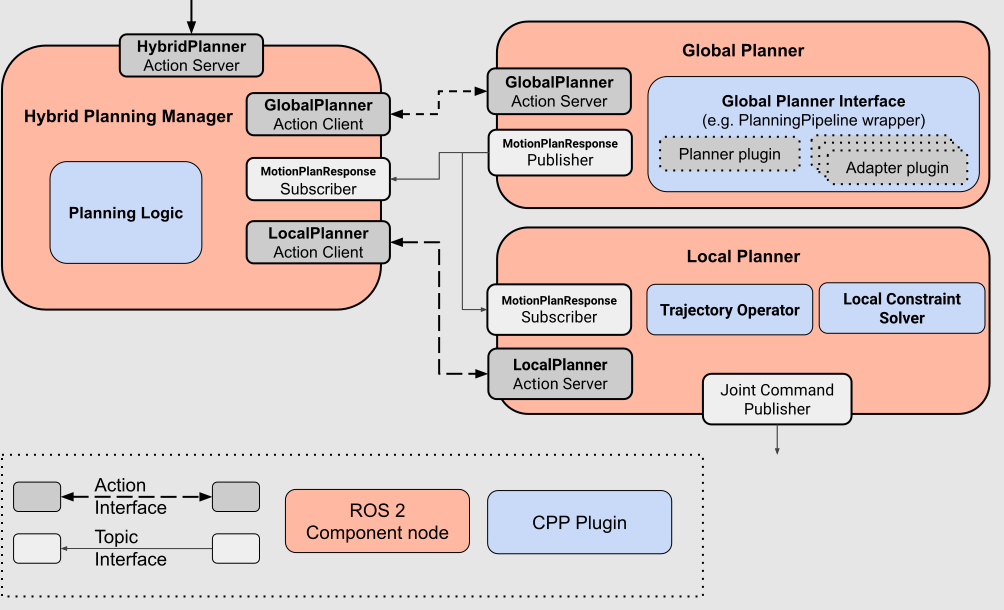 HybridPlanner
Action Server
Hybrid Planning Manager
GlobalPlanner
Action Client
MotionPlanResponse
Subscriber
Planning Logic
LocalPlanner
Action Client
Global Planner
GlobalPlanner
Action Server
MotionPlanResponse
Publisher
Global Planner Interface
(e.g. PlanningPipeline wrapper)
Planner plugin
Adapter plugin
Local Planner
MotionPlanResponse
Subscriber
Trajectory Operator
Local Constraint
Solver
LocalPlanner
Action Server
Joint Command
Publisher
Action
Interface
Topic
Interface
ROS 2
Component node
CPP Plugin